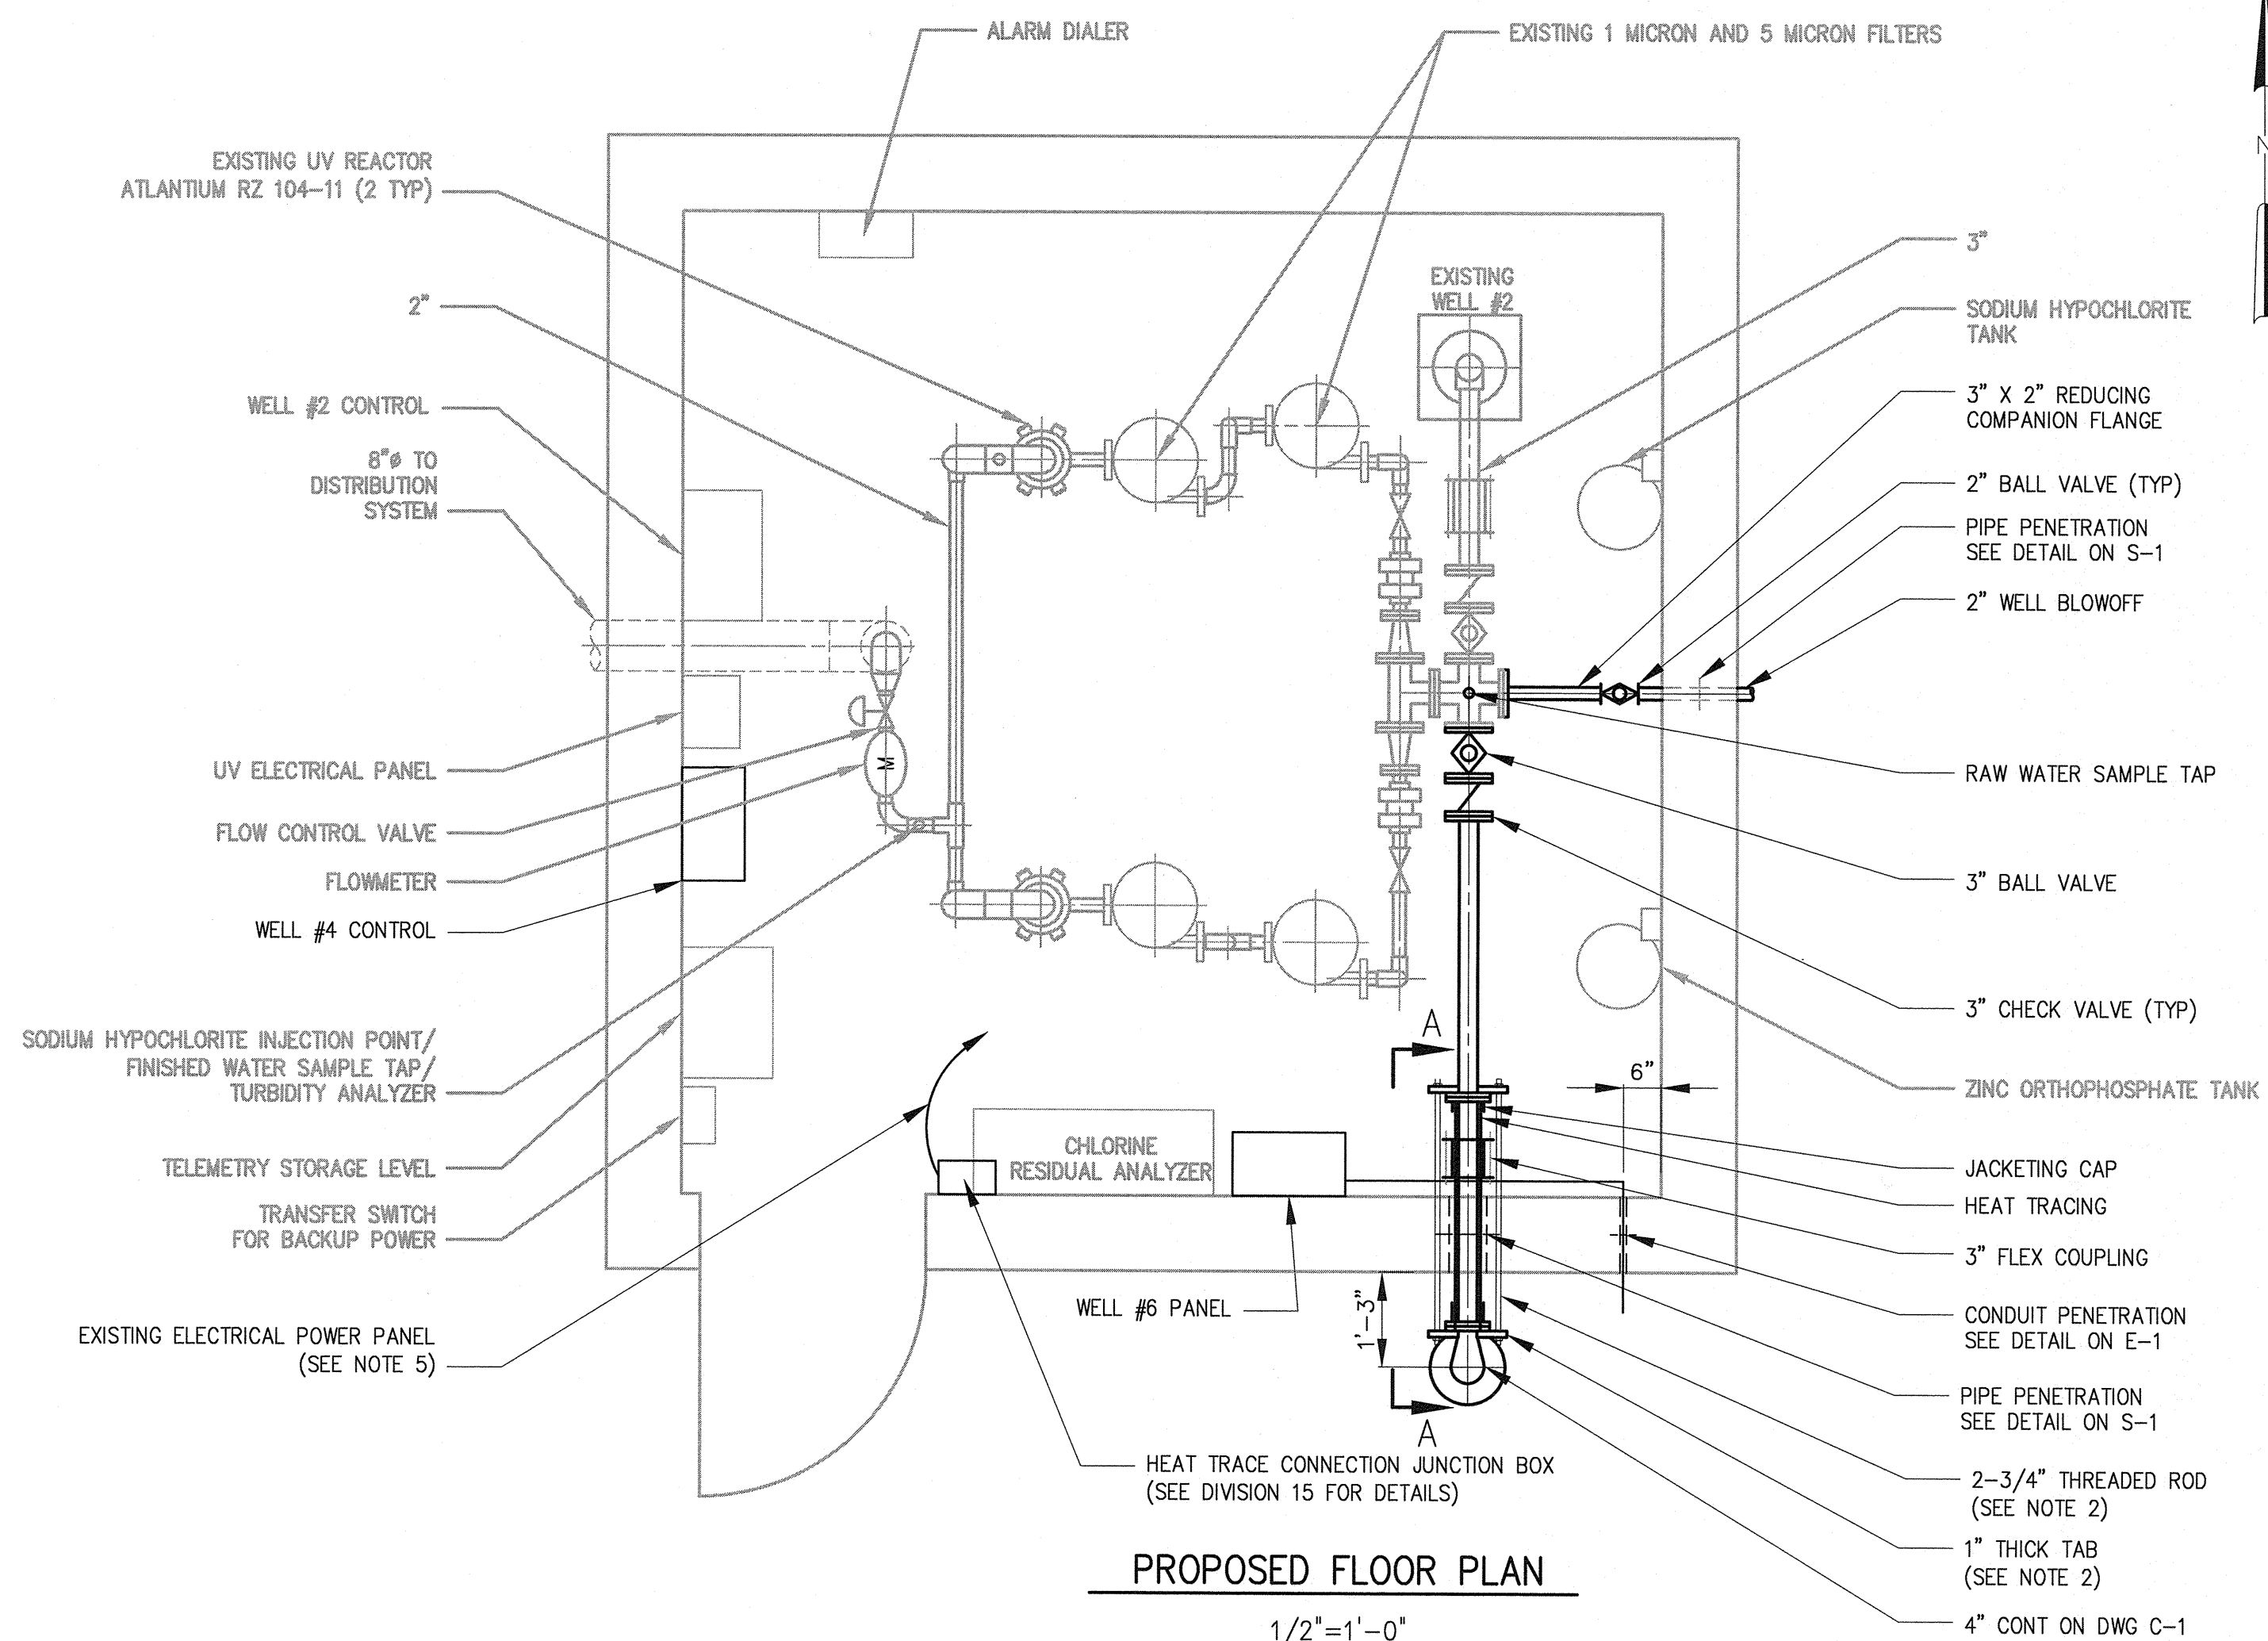 ALARM DIALER
EXISTING 1 MICRON AND 5 MICRON FILTERS
N
EXISTING UV REACTOR
ATLANTIUM RZ 104-11 (2 TYP)
2"
WELL #2 CONTROL
8"ø TO
DISTRIBUTION
SYSTEM
UV ELECTRICAL PANEL
FLOW CONTROL VALVE
FLOWMETER
WELL #4 CONTROL
SODIUM HYPOCHLORITE INJECTION POINT/
FINISHED WATER SAMPLE TAP/
TURBIDITY ANALYZER
TELEMETRY STORAGE LEVEL
TRANSFER SWITCH
FOR BACKUP POWER
EXISTING ELECTRICAL POWER PANEL
(SEE NOTE 5)
EXISTING
WELL #2
M
A
6"
CHLORINE
RESIDUAL ANALYZER
WELL #6 PANEL
1'-3"
A
HEAT TRACE CONNECTION JUNCTION BOX
(SEE DIVISION 15 FOR DETAILS)
3"
SODIUM HYPOCHLORITE
TANK
3" X 2" REDUCING
COMPANION FLANGE
2" BALL VALVE (TYP)
PIPE PENETRATION
SEE DETAIL ON S-1
2" WELL BLOWOFF
RAW WATER SAMPLE TAP
3" BALL VALVE
3" CHECK VALVE (TYP)
ZINC ORTHOPHOSPHATE TANK
JACKETING CAP
HEAT TRACING
3" FLEX COUPLING
CONDUIT PENETRATION
SEE DETAIL ON E-1
PIPE PENETRATION
SEE DETAIL ON S-1
2-3/4" THREADED ROD
(SEE NOTE 2)
1" THICK TAB
(SEE NOTE 2)
4" CONT ON DWG C-1
PROPOSED FLOOR PLAN
1/2"=1'-0"